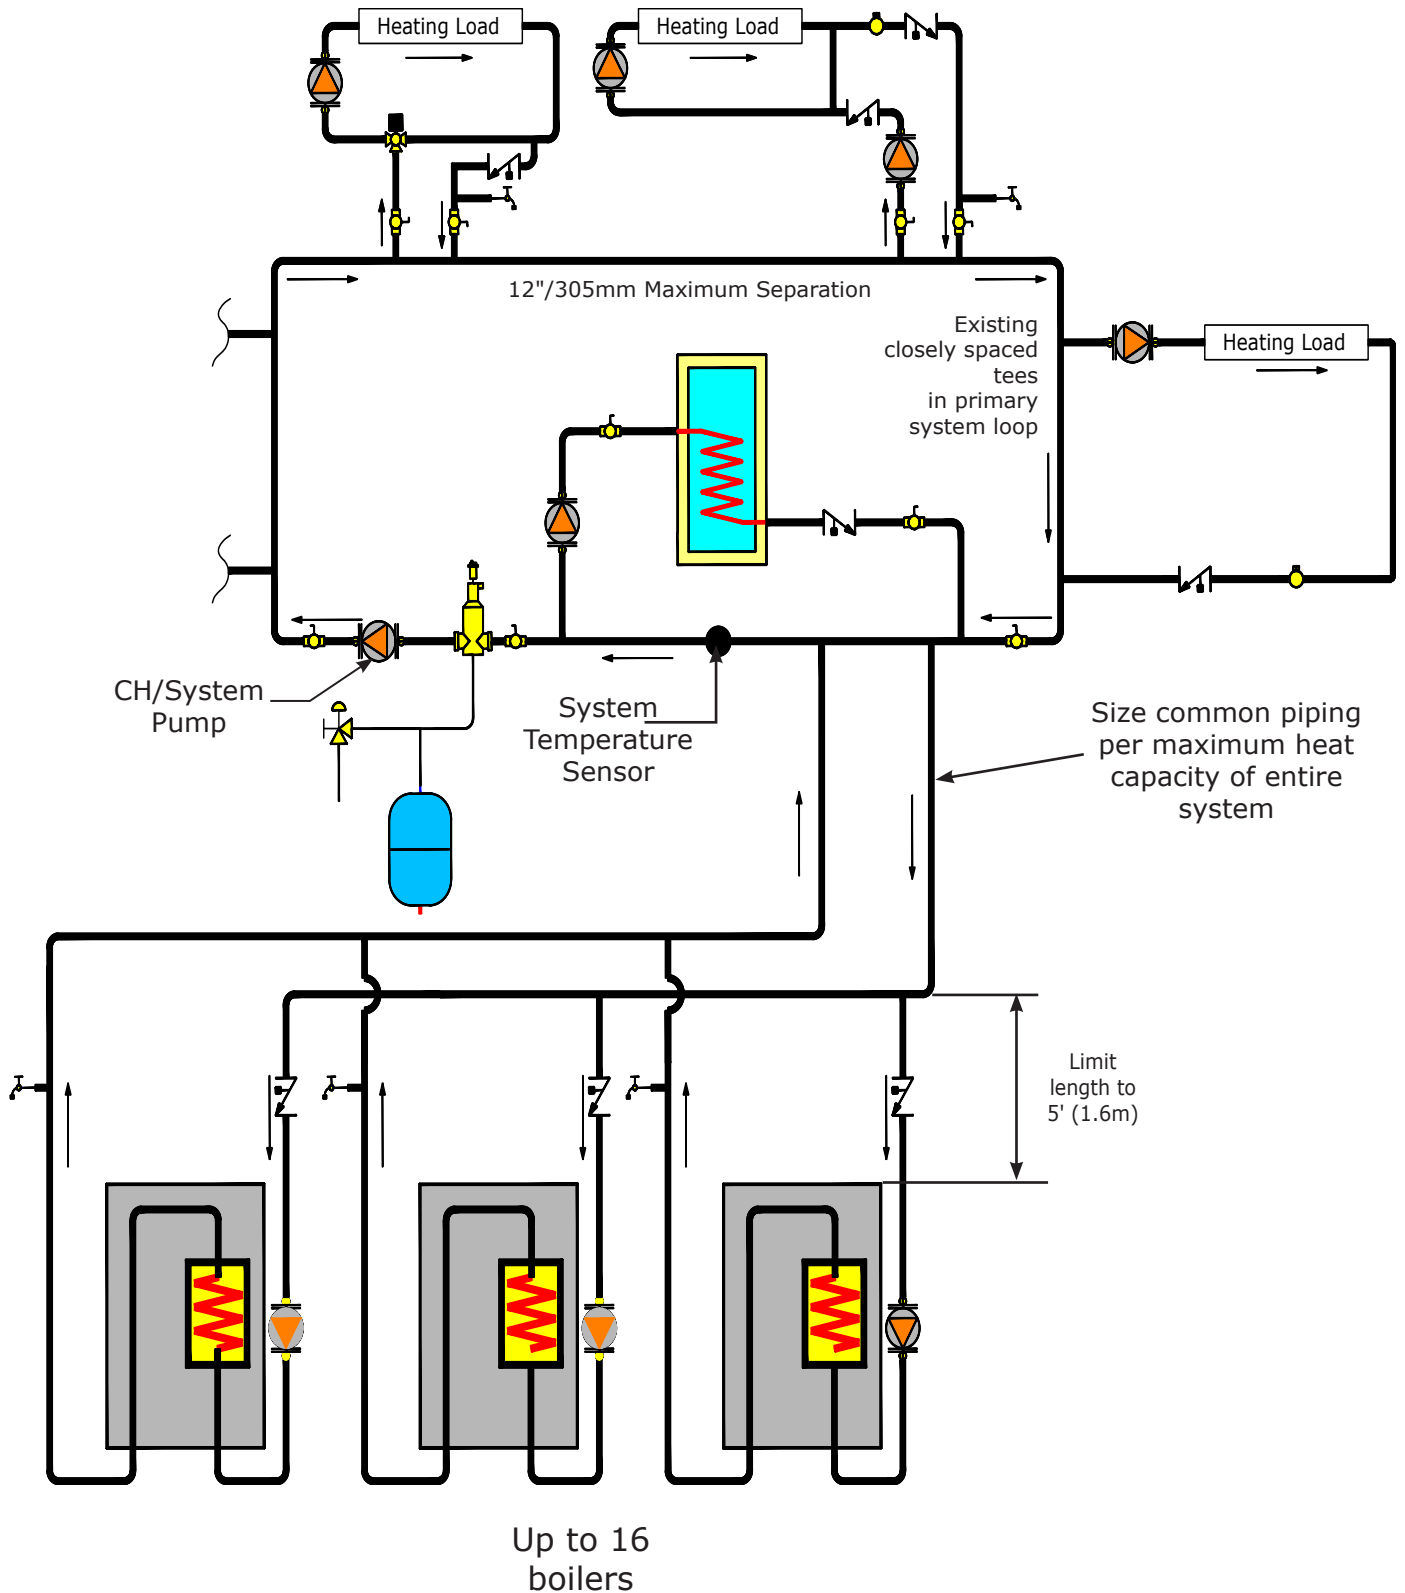 Heating Load
Heating Load
12"/305mm Maximum Separation
Existing
closely spaced
tees
in primary
system loop
Heating Load
CH/System
Pump
System
Temperature
Sensor
Size common piping
per maximum heat
capacity of entire
system
Limit
length to
5' (1.6m)
Up to 16
boilers